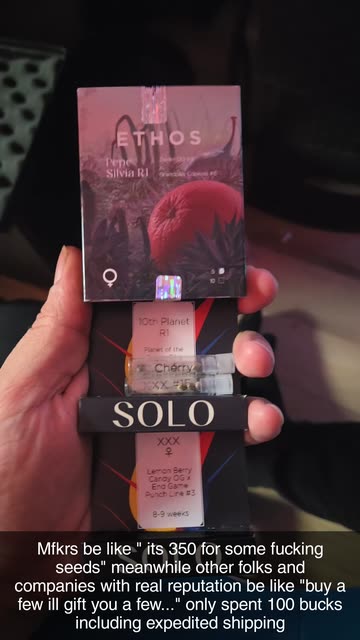 ETHOS
Pepe
Silvia R1
10th Planet
R1
Planet of the
Cherry
SOLO
XXX
♀
Lemon Berry
Candy OG x
End Game
Punch Line #3
8-9 weeks
SOLO
Mfkrs be like " its 350 for some fucking
seeds" meanwhile other folks and
companies with real reputation be like "buy a
few ill gift you a few..." only spent 100 bucks
including expedited shipping